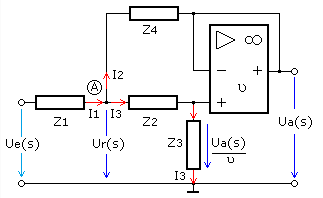 Z4
▷ ∞
A
I2
-
+
υ
I1
I3
+
Z1
Z2
Z3
Ue(s)
Ur(s)
Ua(s)
υ
Ua(s)
I3